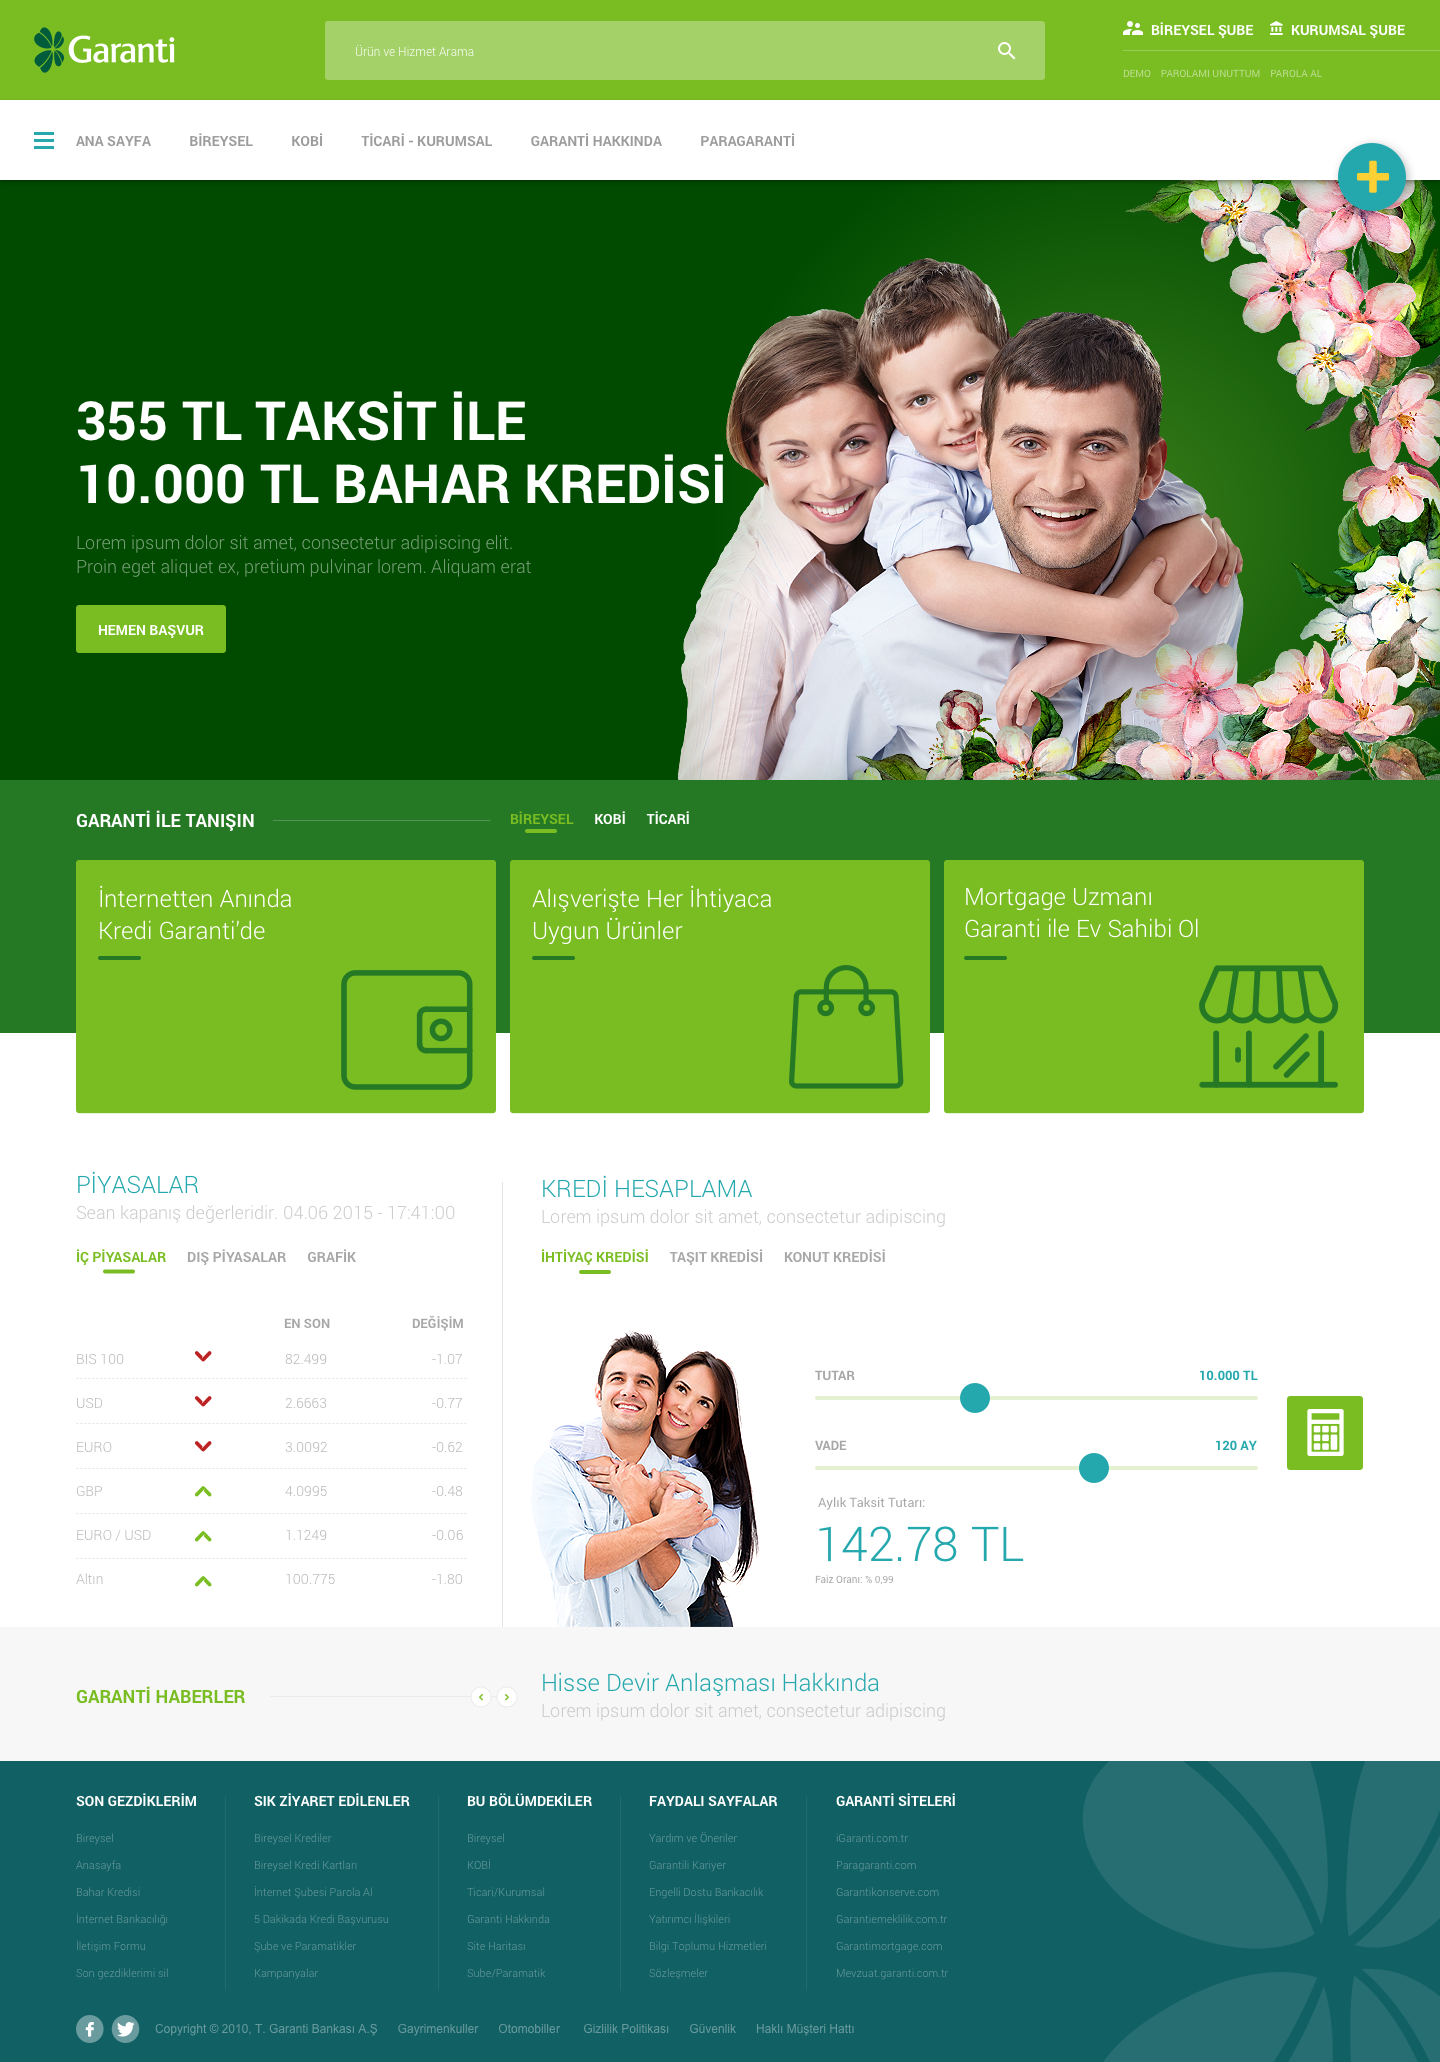 Garanti
Ürün ve Hizmet Arama
BİREYSEL ŞUBE
KURUMSAL ŞUBE
DEMO
PAROLAMI UNUTTUM
PAROLA AL
ANA SAYFA
BİREYSEL
KOBİ
TİCARİ - KURUMSAL
GARANTİ HAKKINDA
PARAGARANTİ
355 TL TAKSİT İLE
10.000 TL BAHAR KREDİSİ
Lorem ipsum dolor sit amet, consectetur adipiscing elit.
Proin eget aliquet ex, pretium pulvinar lorem. Aliquam erat
HEMEN BAŞVUR
GARANTİ İLE TANIŞIN
BİREYSEL
KOBİ
TİCARİ
İnternetten Anında
Kredi Garanti'de
Alışverişte Her İhtiyaca
Uygun Ürünler
Mortgage Uzmanı
Garanti ile Ev Sahibi Ol
PİYASALAR
Sean kapanış değerleridir. 04.06 2015 - 17:41:00
İÇ PİYASALAR
DIŞ PİYASALAR
GRAFİK
EN SON
DEĞİŞİM
BIS 100
82.499
-1.07
USD
2.6663
-0.77
EURO
3.0092
-0.62
GBP
4.0995
-0.48
EURO / USD
1.1249
-0.06
Altın
100.775
-1.80
KREDİ HESAPLAMA
Lorem ipsum dolor sit amet, consectetur adipiscing
İHTİYAÇ KREDİSİ
TAŞIT KREDİSİ
KONUT KREDİSİ
TUTAR
10.000 TL
VADE
120 AY
Aylık Taksit Tutarı:
142.78 TL
Faiz Oranı: % 0,99
GARANTİ HABERLER
Hisse Devir Anlaşması Hakkında
Lorem ipsum dolor sit amet, consectetur adipiscing
SON GEZDİKLERİM
Bireysel
Anasayfa
Bahar Kredisi
İnternet Bankacılığı
İletişim Formu
Son gezdiklerimi sil
SIK ZİYARET EDİLENLER
Bireysel Krediler
Bireysel Kredi Kartları
İnternet Şubesi Parola Al
5 Dakikada Kredi Başvurusu
Şube ve Paramatikler
Kampanyalar
BU BÖLÜMDEKİLER
Bireysel
KOBİ
Ticari/Kurumsal
Garanti Hakkında
Site Haritası
Şube/Paramatik
FAYDALI SAYFALAR
Yardım ve Öneriler
Garantili Kariyer
Engelli Dostu Bankacılık
Yatırımcı İlişkileri
Bilgi Toplumu Hizmetleri
Sözleşmeler
GARANTİ SİTELERİ
iGaranti.com.tr
Paragaranti.com
Garantikonserve.com
Garantiemeklilik.com.tr
Garantimortgage.com
Mevzuat.garanti.com.tr
Copyright © 2010, T. Garanti Bankası A.Ş
Gayrimenkuller
Otomobiller
Gizlilik Politikası
Güvenlik
Haklı Müşteri Hattı